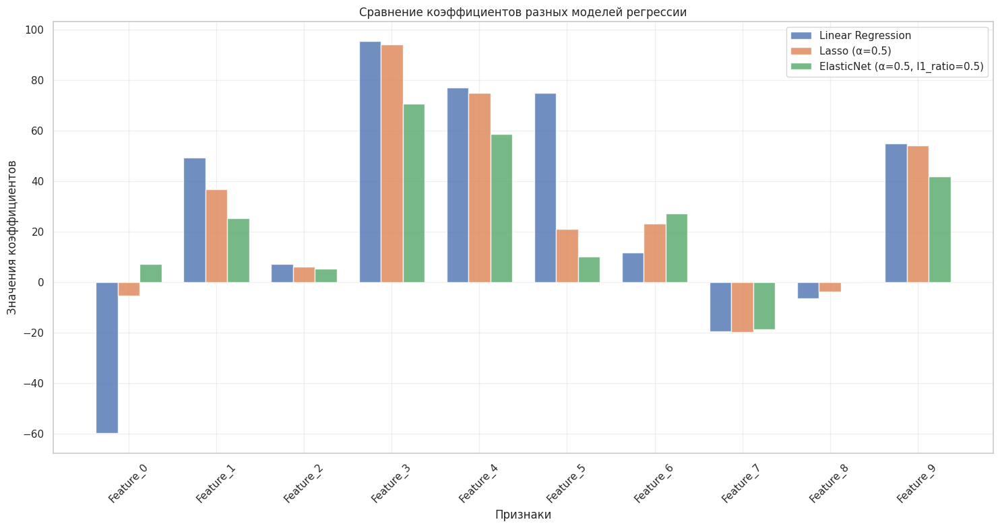 Сравнение коэффициентов разных моделей регрессии
Linear Regression
Lasso (α=0.5)
ElasticNet (α=0.5, l1_ratio=0.5)
Значения коэффициентов
100
80
60
40
20
0
−20
−40
−60
Feature_0
Feature_1
Feature_2
Feature_3
Feature_4
Feature_5
Feature_6
Feature_7
Feature_8
Feature_9
Признаки